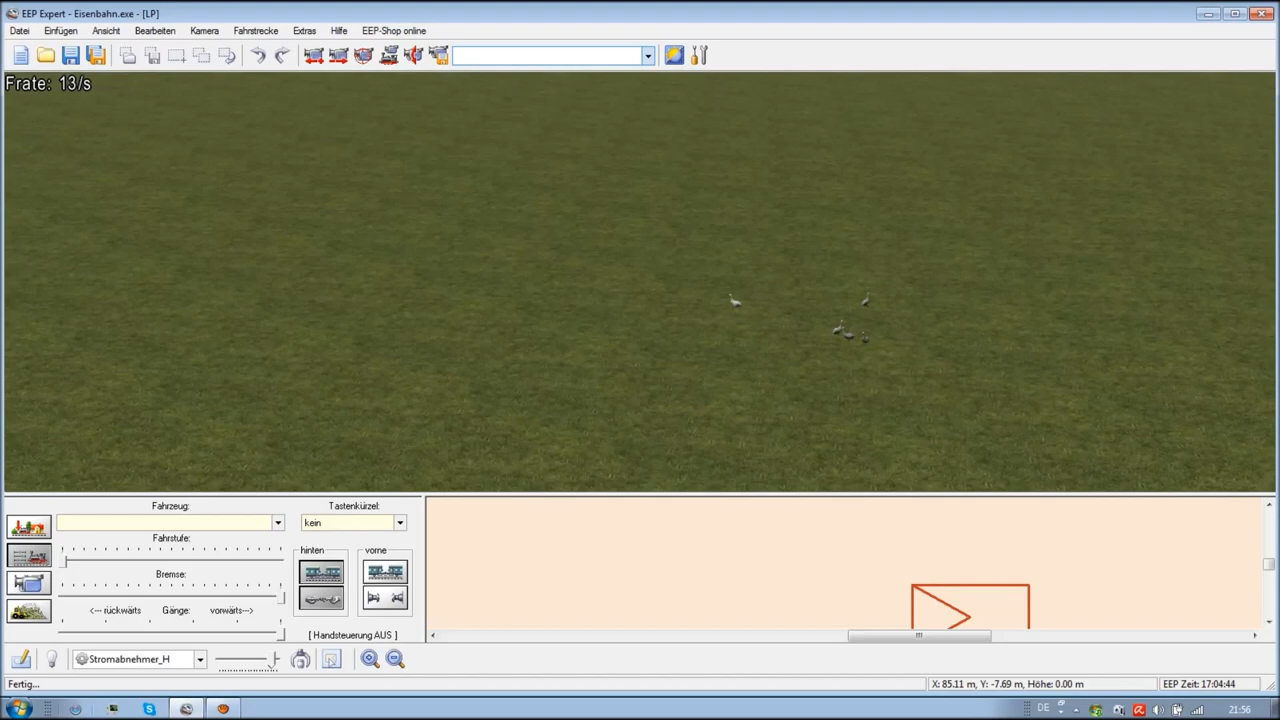 EEP Expert - Eisenbahn.exe - [LP]
Datei Einfügen Ansicht Bearbeiten Kamera Fahrstrecke Extras Hilfe EEP-Shop online
Frate: 13/s
Fahrzeug: Tastenkürzel:
kein
Fahrstufe:
hinten vorne
Bremse:
<--- rückwärts Gänge: vorwärts--->
[ Handsteuerung AUS ]
Stromabnehmer_H
Fertig... X: 85.11 m, Y: -7.69 m, Höhe: 0.00 m EEP Zeit: 17:04:44
DE 21:56